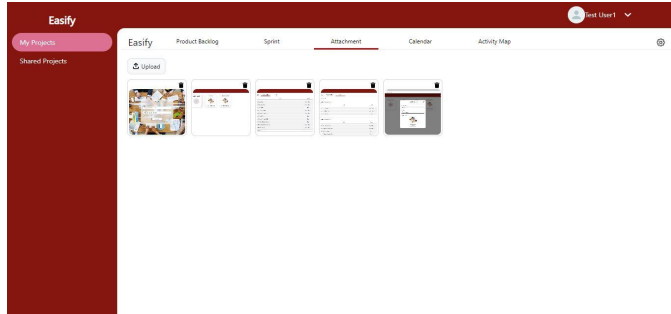 Easify
Test User1
My Projects
Shared Projects
Easify
Product Backlog
Sprint
Attachment
Calendar
Activity Map
Upload